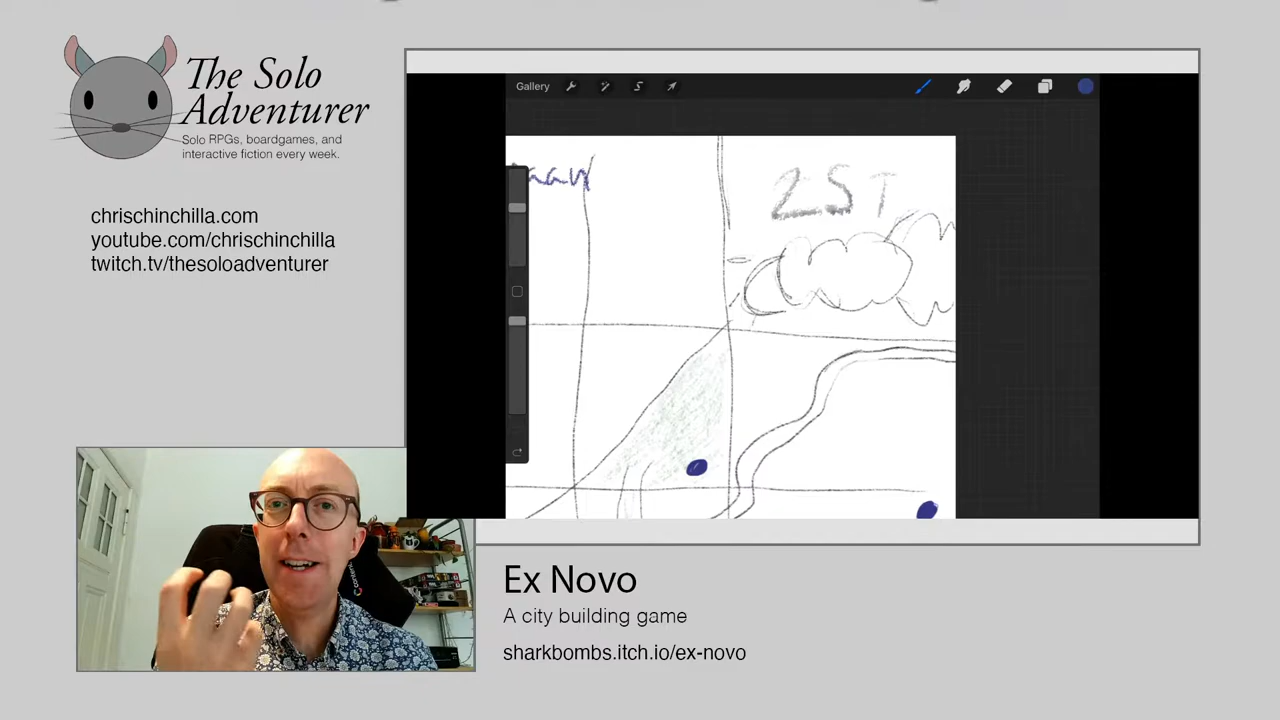 The Solo
Adventurer
Solo RPGs, boardgames, and
interactive fiction every week.
chrischinchilla.com
youtube.com/chrischinchilla
twitch.tv/thesoloadventurer
Gallery
2ST
Ex Novo
A city building game
sharkbombs.itch.io/ex-novo